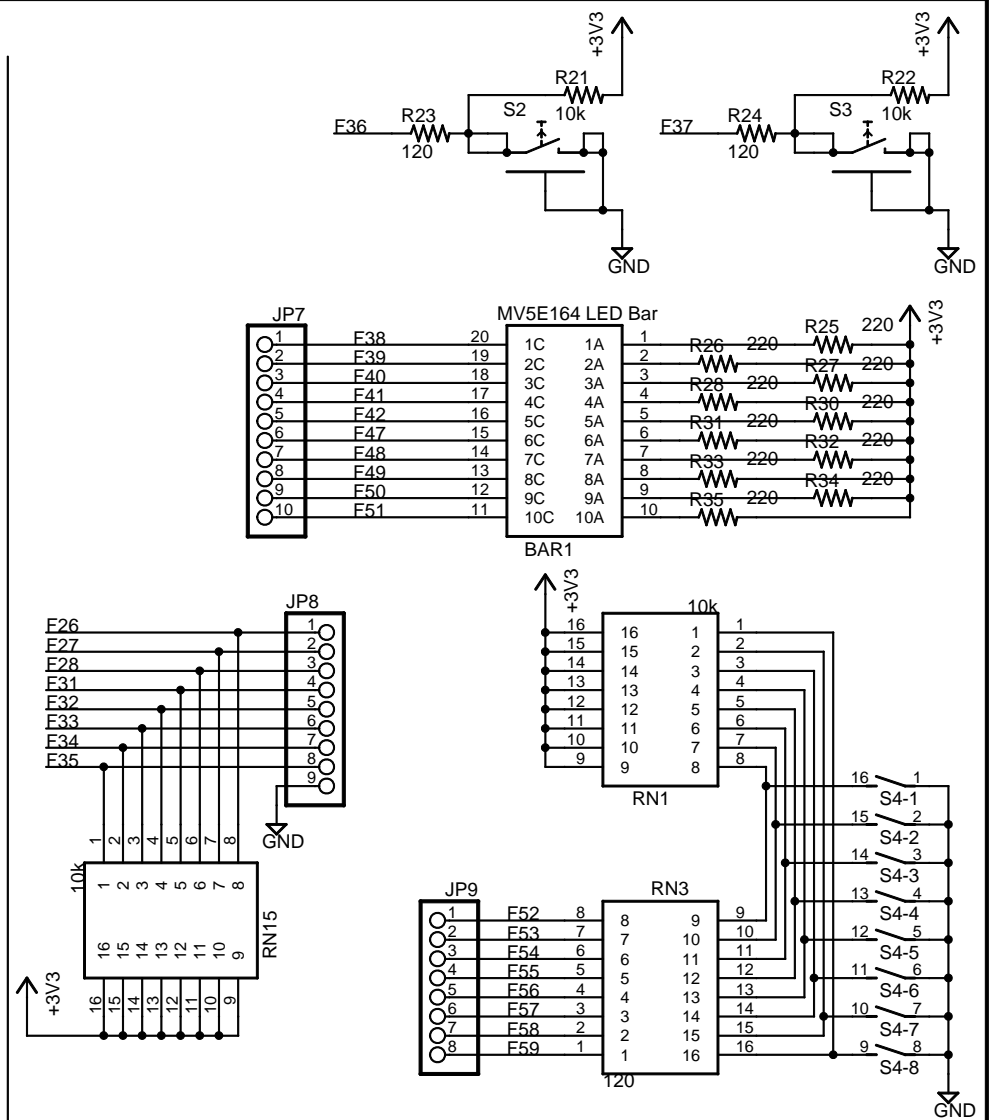 +3V3
+3V3
R21
R22
S2
10k
S3
10k
F36
R23
F37
R24
120
120
GND
GND
JP7
MV5E164 LED Bar
+3V3
1 F38 20 1C 1A 1 R25 220
2 F39 19 2C 2A 2 R26 220
3 F40 18 3C 3A 3 R27 220
4 F41 17 4C 4A 4 R28 220
5 F42 16 5C 5A 5 R30 220
6 F47 15 6C 6A 6 R31 220
7 F48 14 7C 7A 7 R32 220
8 F49 13 8C 8A 8 R33 220
9 F50 12 9C 9A 9 R34 220
10 F51 11 10C 10A 10 R35 220
BAR1
JP8
F26 1
F27 2
F28 3
F31 4
F32 5
F33 6
F34 7
F35 8
9
GND
1 2 3 4 5 6 7 8
10k
1 2 3 4 5 6 7 8
16 15 14 13 12 11 10 9
RN15
+3V3
16 15 14 13 12 11 10 9
+3V3
10k
16 16 1 1
15 15 2 2
14 14 3 3
13 13 4 4
12 12 5 5
11 11 6 6
10 10 7 7
9 9 8 8
RN1
16 1
S4-1
15 2
S4-2
14 3
S4-3
13 4
S4-4
12 5
S4-5
11 6
S4-6
10 7
S4-7
9 8
S4-8
GND
JP9
RN3
1 F52 8 8 9 9
2 F53 7 7 10 10
3 F54 6 6 11 11
4 F55 5 5 12 12
5 F56 4 4 13 13
6 F57 3 3 14 14
7 F58 2 2 15 15
8 F59 1 1 16 16
120